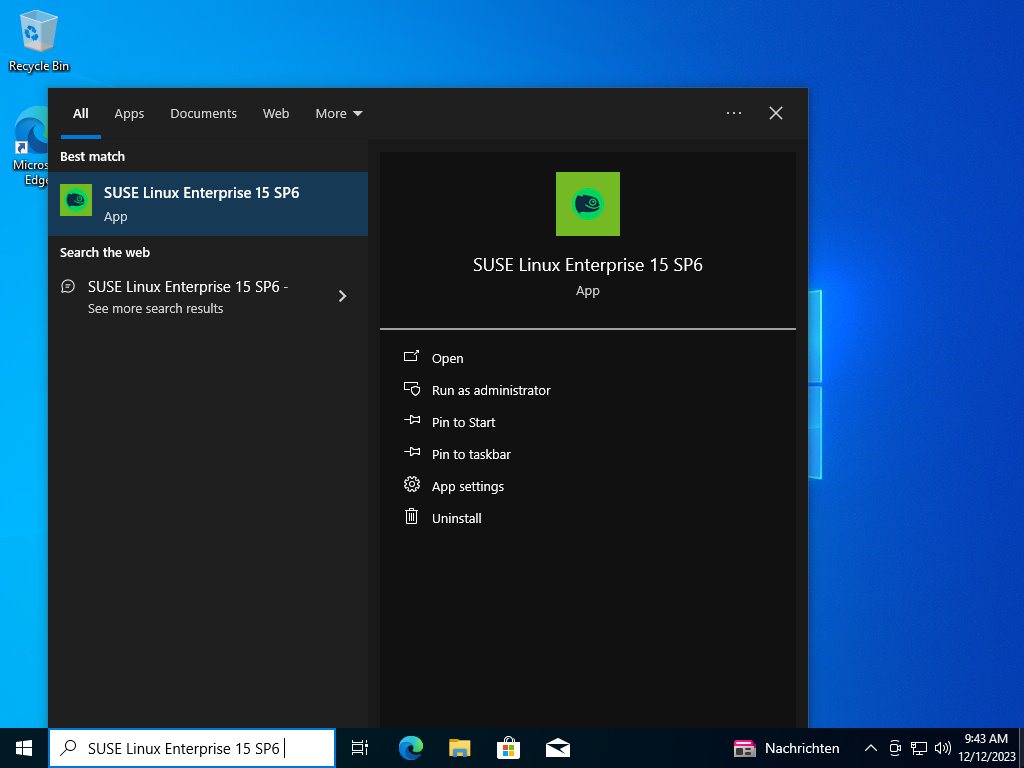 Recycle Bin
Micros
Edge
All Apps Documents Web More
Best match
SUSE Linux Enterprise 15 SP6
App
Search the web
SUSE Linux Enterprise 15 SP6 -
See more search results
SUSE Linux Enterprise 15 SP6
App
Open
Run as administrator
Pin to Start
Pin to taskbar
App settings
Uninstall
SUSE Linux Enterprise 15 SP6
Nachrichten
9:43 AM
12/12/2023